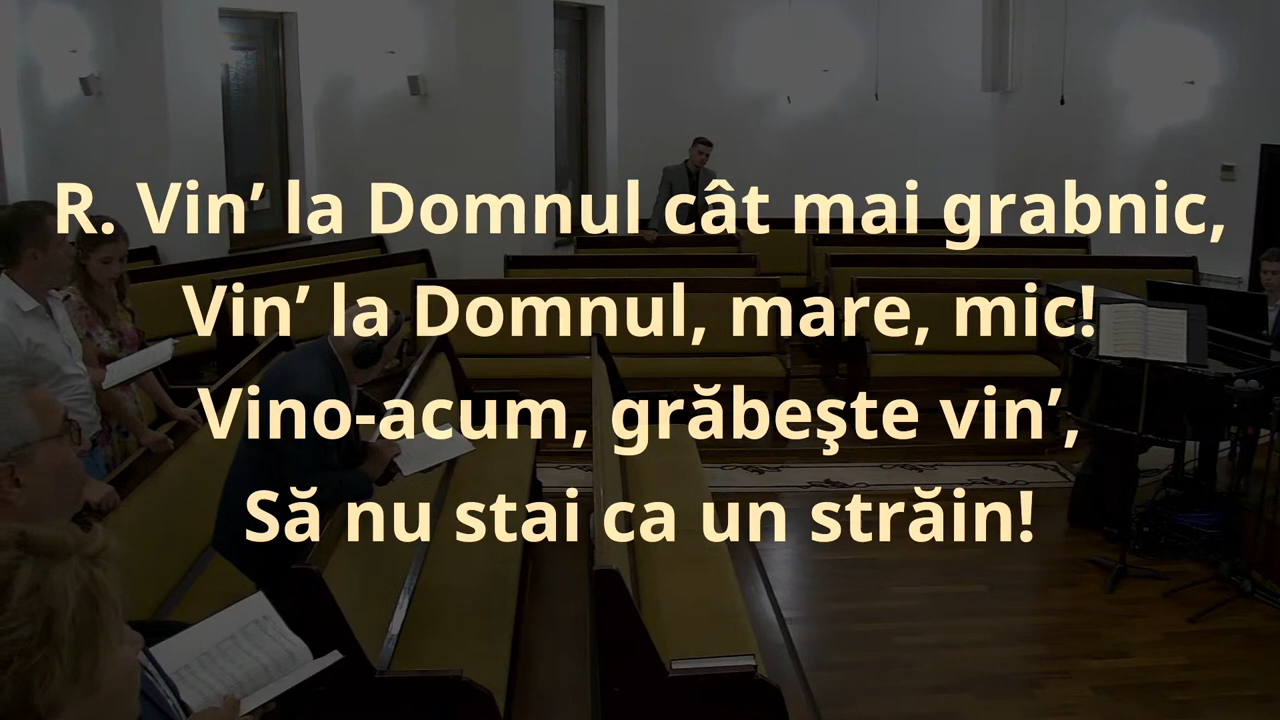 R. Vin’ la Domnul cât mai grabnic,
Vin’ la Domnul, mare, mic!
Vino-acum, grăbeşte vin’,
Să nu stai ca un străin!